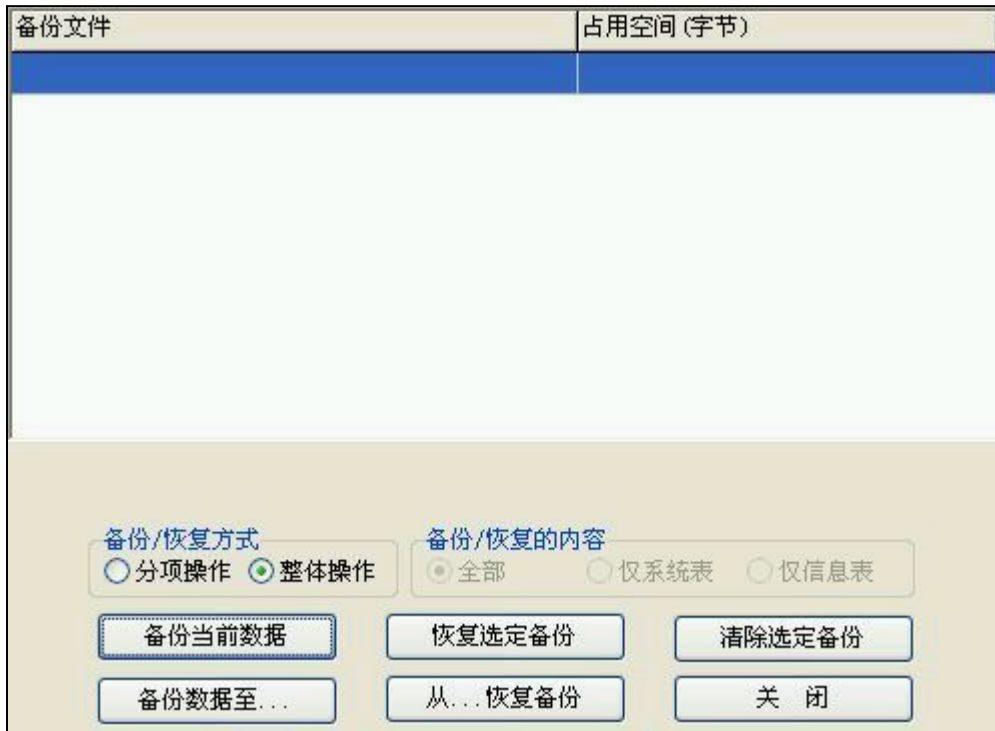 备份文件 占用空间(字节)
备份/恢复方式 备份/恢复的内容
分项操作 整体操作 全部 仅系统表 仅信息表
备份当前数据 恢复选定备份 清除选定备份
备份数据至... 从...恢复备份 关 闭